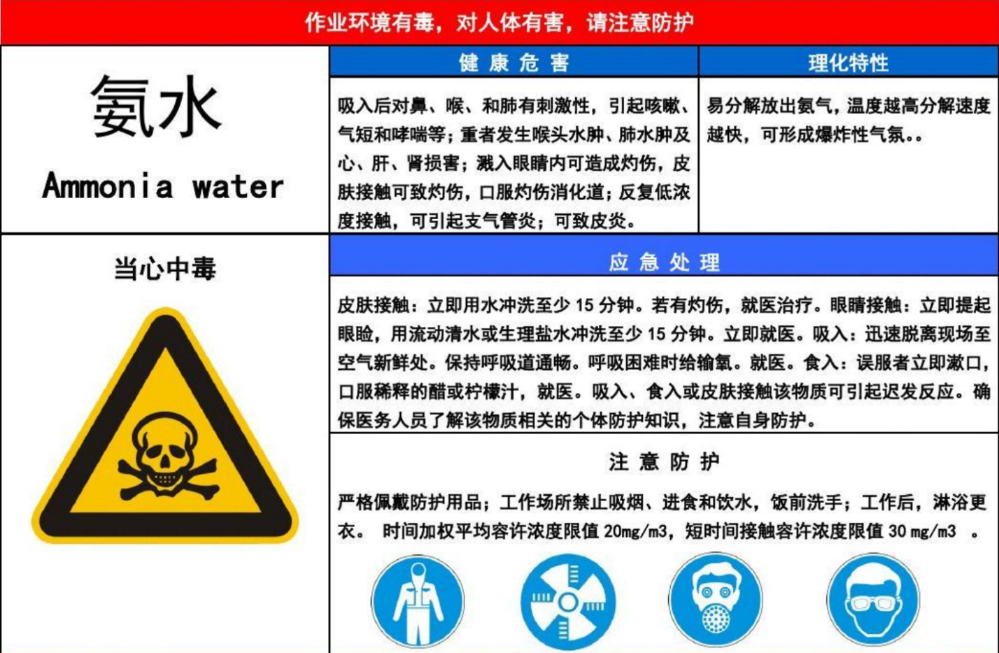 作业环境有毒，对人体有害，请注意防护
氨水
Ammonia water
健康危害
吸入后对鼻、喉、和肺有刺激性，引起咳嗽、
气短和哮喘等；重者发生喉头水肿、肺水肿及
心、肝、肾损害；溅入眼睛内可造成灼伤，皮
肤接触可致灼伤，口服灼伤消化道；反复低浓
度接触，可引起支气管炎；可致皮炎。
理化特性
易分解放出氨气，温度越高分解速度
越快，可形成爆炸性气氛。。
当心中毒
应急处理
皮肤接触：立即用水冲洗至少 15 分钟。若有灼伤，就医治疗。眼睛接触：立即提起
眼睑，用流动清水或生理盐水冲洗至少 15 分钟。立即就医。吸入：迅速脱离现场至
空气新鲜处。保持呼吸道通畅。呼吸困难时给输氧。就医。食入：误服者立即漱口，
口服稀释的醋或柠檬汁，就医。吸入、食入或皮肤接触该物质可引起迟发反应。确
保医务人员了解该物质相关的个体防护知识，注意自身防护。
注意防护
严格佩戴防护用品；工作场所禁止吸烟、进食和饮水，饭前洗手；工作后，淋浴更
衣。 时间加权平均容许浓度限值 20mg/m3，短时间接触容许浓度限值 30 mg/m3 。